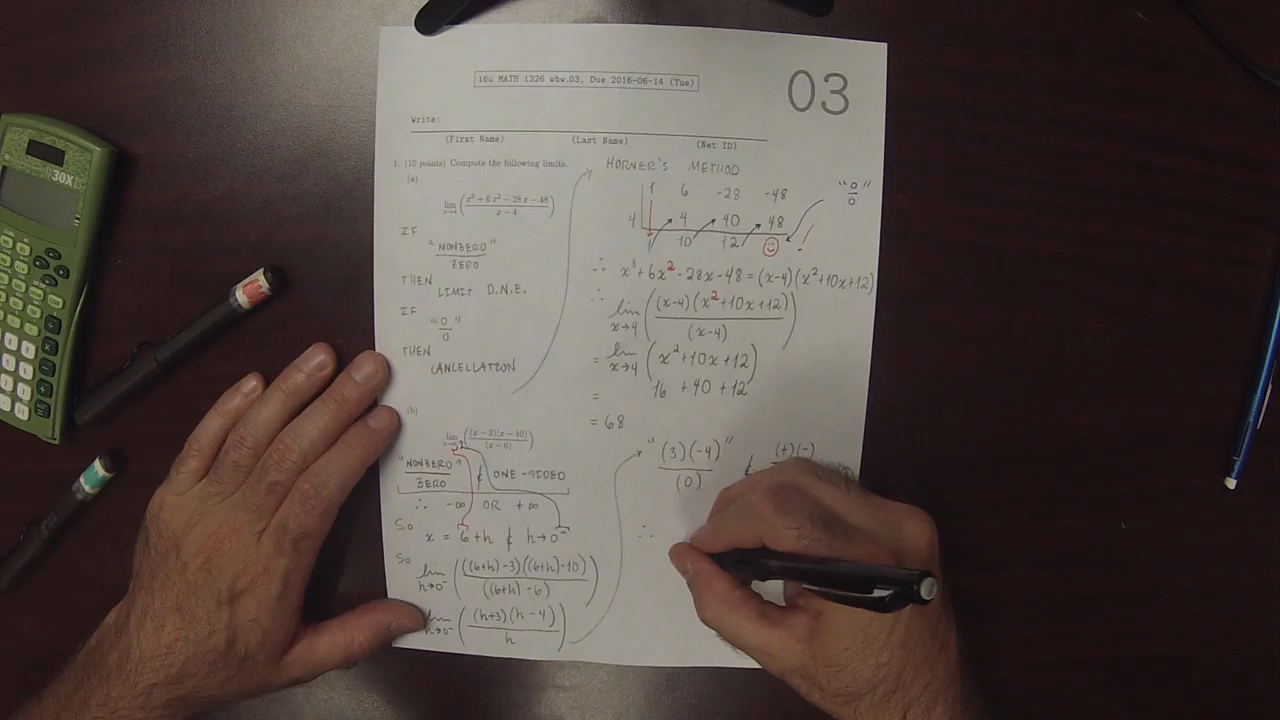 16u MATH 1326 whw_03, Due 2016-06-14 (Tue)
03
Write:
(First Name) (Last Name) (Net ID)
1. (10 points) Compute the following limits.
(a)
lim x→4 ( x³ + 6x² − 28x − 48 / x − 4 )
IF
"NONZERO / ZERO"
THEN
LIMIT D.N.E.
IF
"0/0"
THEN
CANCELLATION
(b)
lim ( (x − 3)(x − 10) / (x − 6) )
"NONZERO / ZERO" & ONE-SIDED
∴ -∞ OR +∞
So
x = 6+h & h→0⁻
So
lim h→0⁻ ( ((6+h)-3)((6+h)-10) / ((6+h)-6) )
lim h→0⁻ ( (h+3)(h-4) / h )
HORNER'S METHOD
1 6 -28 -48
4 4 40 48
1 10 12
"0/0"
!
∴ x³+6x²-28x-48 = (x-4)(x²+10x+12)
∴ lim x→4 ( (x-4)(x²+10x+12) / (x-4) )
= lim x→4 ( x²+10x+12 )
= 16 +40 +12
= 68
"(3)(-4) / (0)" & (+)(-)
∴
30X